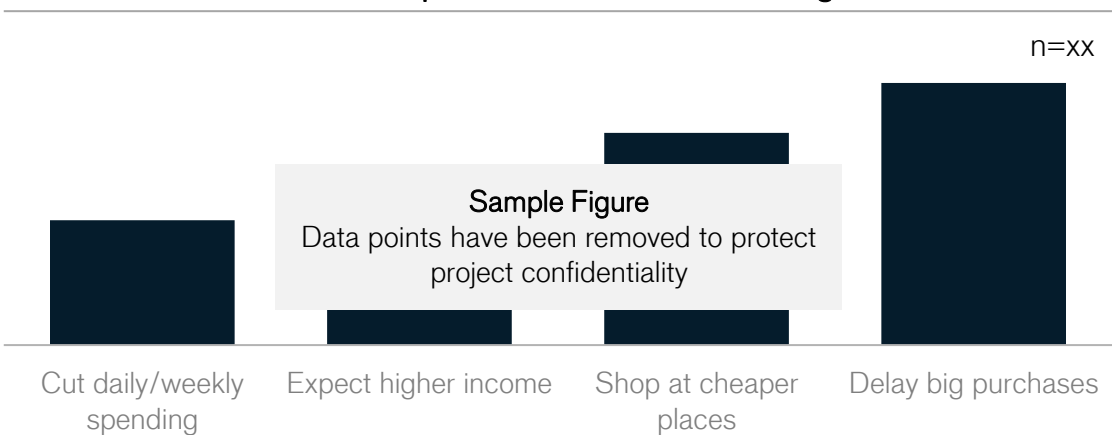 n=xx
Sample Figure
Data points have been removed to protect
project confidentiality
Cut daily/weekly
spending
Expect higher income
Shop at cheaper
places
Delay big purchases